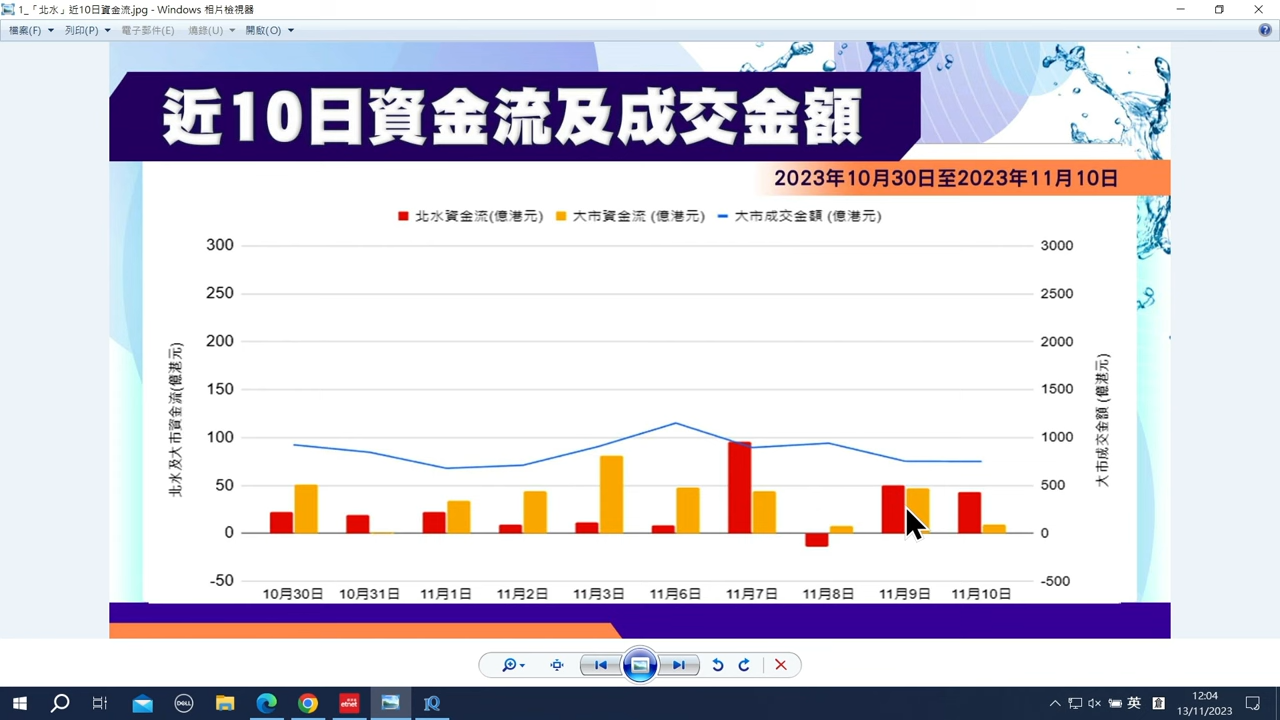 1_「北水」近10日資金流.jpg - Windows 相片檢視器
檔案(F) 列印(P) 電子郵件(E) 燒錄(U) 開啟(O)
近10日資金流及成交金額
2023年10月30日至2023年11月10日
北水資金流(億港元) 大市資金流 (億港元) 大市成交金額 (億港元)
300 3000
250 2500
200 2000
150 1500
100 1000
50 500
0 0
-50 -500
北水及大市資金流(億港元)
大市成交金額 (億港元)
10月30日 10月31日 11月1日 11月2日 11月3日 11月6日 11月7日 11月8日 11月9日 11月10日
DELL
etnet
IQ
英
倉
12:04
13/11/2023